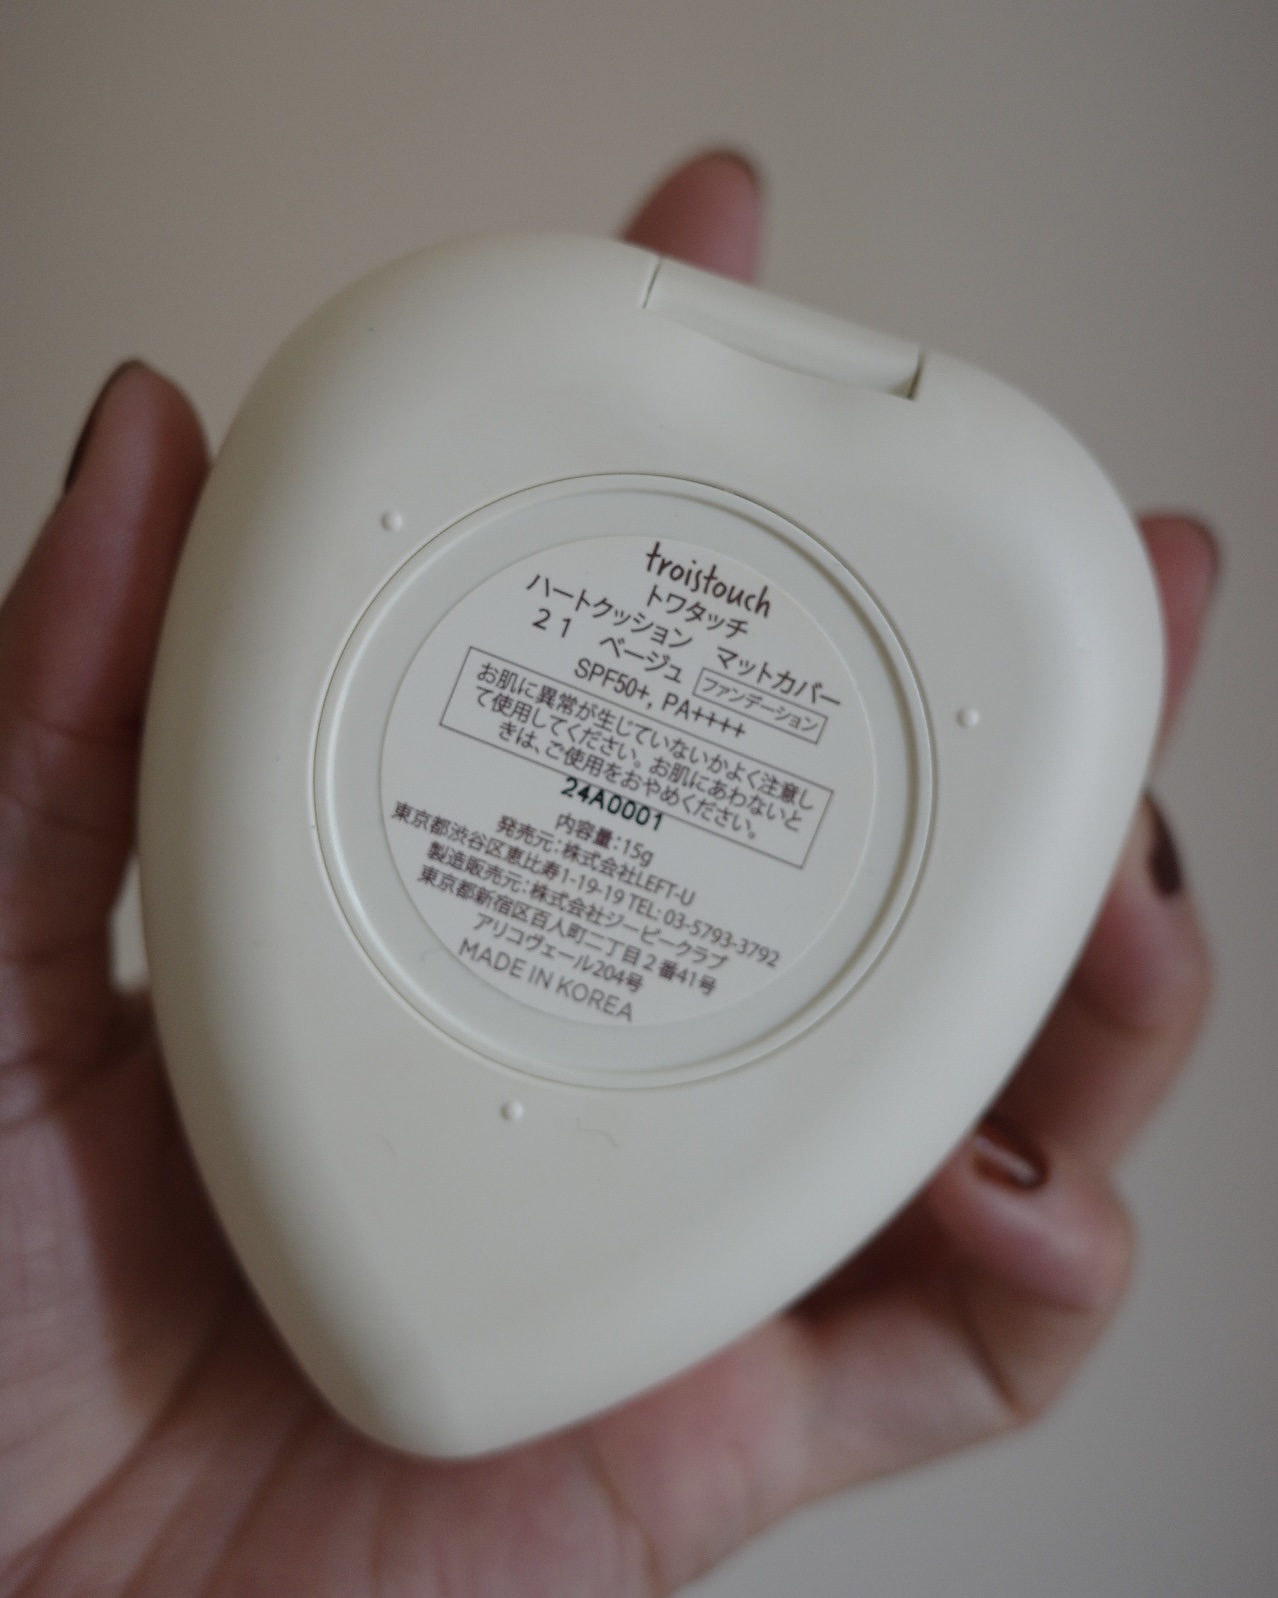 troistouch
トワタッチ
ハートクッション　マットカバー
２１　ベージュ ファンデーション
SPF50+, PA++++
お肌に異常が生じていないかよく注意し
て使用してください。お肌にあわないと
きは、ご使用をおやめください。
24A0001
内容量：15g
発売元：株式会社LEFT-U
東京都渋谷区恵比寿1-19-19 TEL: 03-5793-3792
製造販売元：株式会社ジーピークラブ
東京都新宿区百人町二丁目２番41号
アリコヴェール204号
MADE IN KOREA